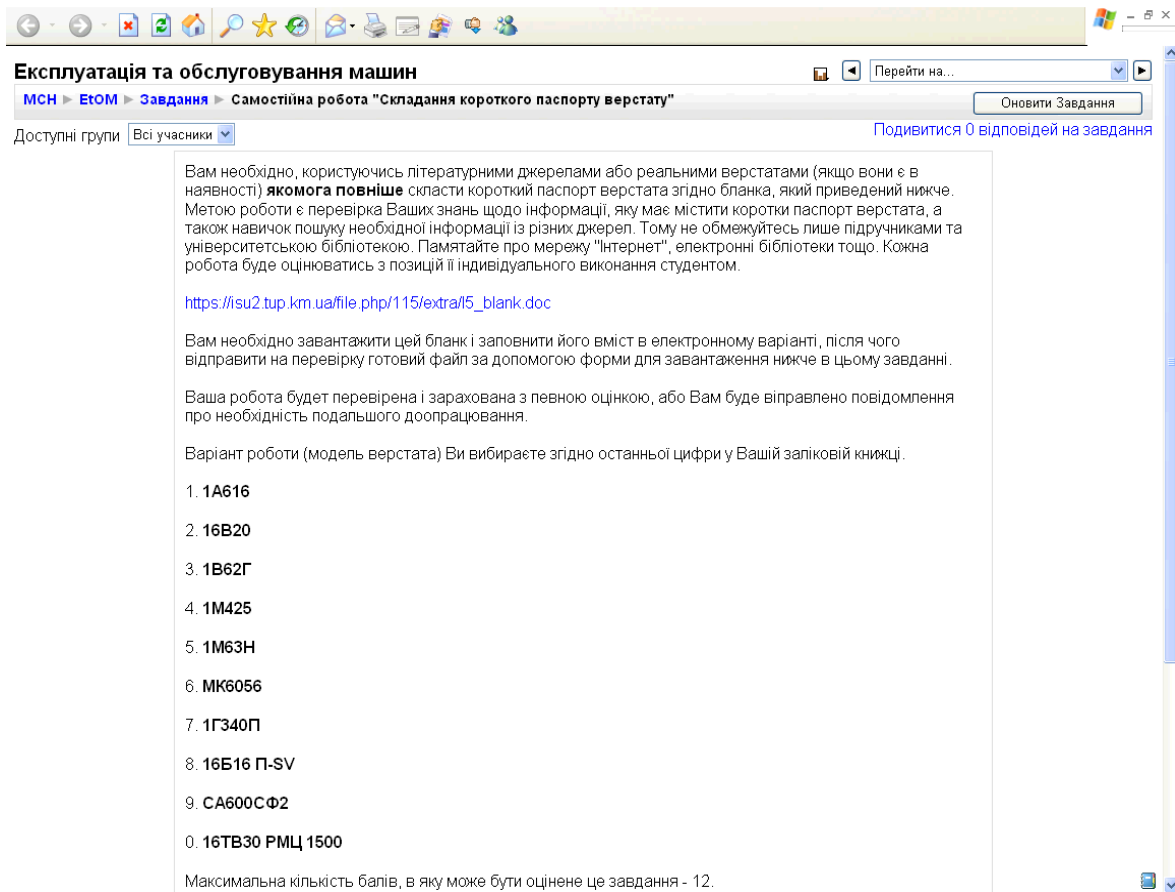 Експлуатація та обслуговування машин
Перейти на...
МСН ► EtOM ► Завдання ► Самостійна робота "Складання короткого паспорту верстату"
Оновити Завдання
Доступні групи Всі учасники
Подивитися 0 відповідей на завдання
Вам необхідно, користуючись літературними джерелами або реальними верстатами (якщо вони є в
наявності) якомога повніше скласти короткий паспорт верстата згідно бланка, який приведений нижче.
Метою роботи є перевірка Ваших знань щодо інформації, яку має містити коротки паспорт верстата, а
також навичок пошуку необхідної інформації із різних джерел. Тому не обмежуйтесь лише підручниками та
університетською бібліотекою. Памятайте про мережу "Інтернет", електронні бібліотеки тощо. Кожна
робота буде оцінюватись з позицій її індивідуального виконання студентом.
https://isu2.tup.km.ua/file.php/115/extra/l5_blank.doc
Вам необхідно завантажити цей бланк і заповнити його вміст в електронному варіанті, після чого
відправити на перевірку готовий файл за допомогою форми для завантаження нижче в цьому завданні.
Ваша робота будет перевірена і зарахована з певною оцінкою, або Вам буде віправлено повідомлення
про необхідність подальшого доопрацювання.
Варіант роботи (модель верстата) Ви вибираєте згідно останньої цифри у Вашій заліковій книжці.
1. 1А616
2. 16В20
3. 1В62Г
4. 1М425
5. 1М63Н
6. МК6056
7. 1Г340П
8. 16Б16 П-SV
9. СА600СФ2
0. 16ТВ30 РМЦ 1500
Максимальна кількість балів, в яку може бути оцінене це завдання - 12.